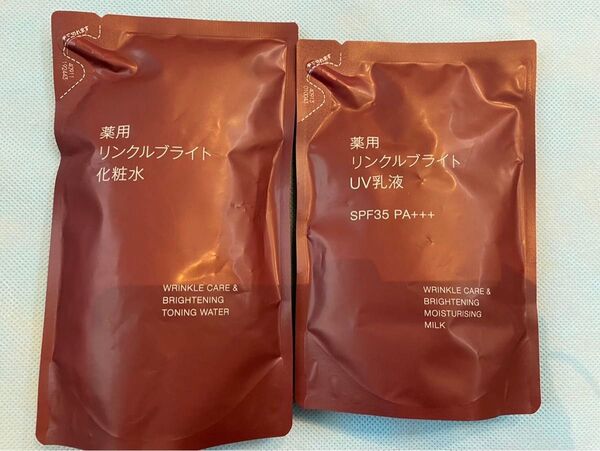 薬用
リンクルブライト
化粧水
WRINKLE CARE &
BRIGHTENING
TONING WATER
薬用
リンクルブライト
UV乳液
SPF35 PA+++
WRINKLE CARE &
BRIGHTENING
MOISTURISING
MILK